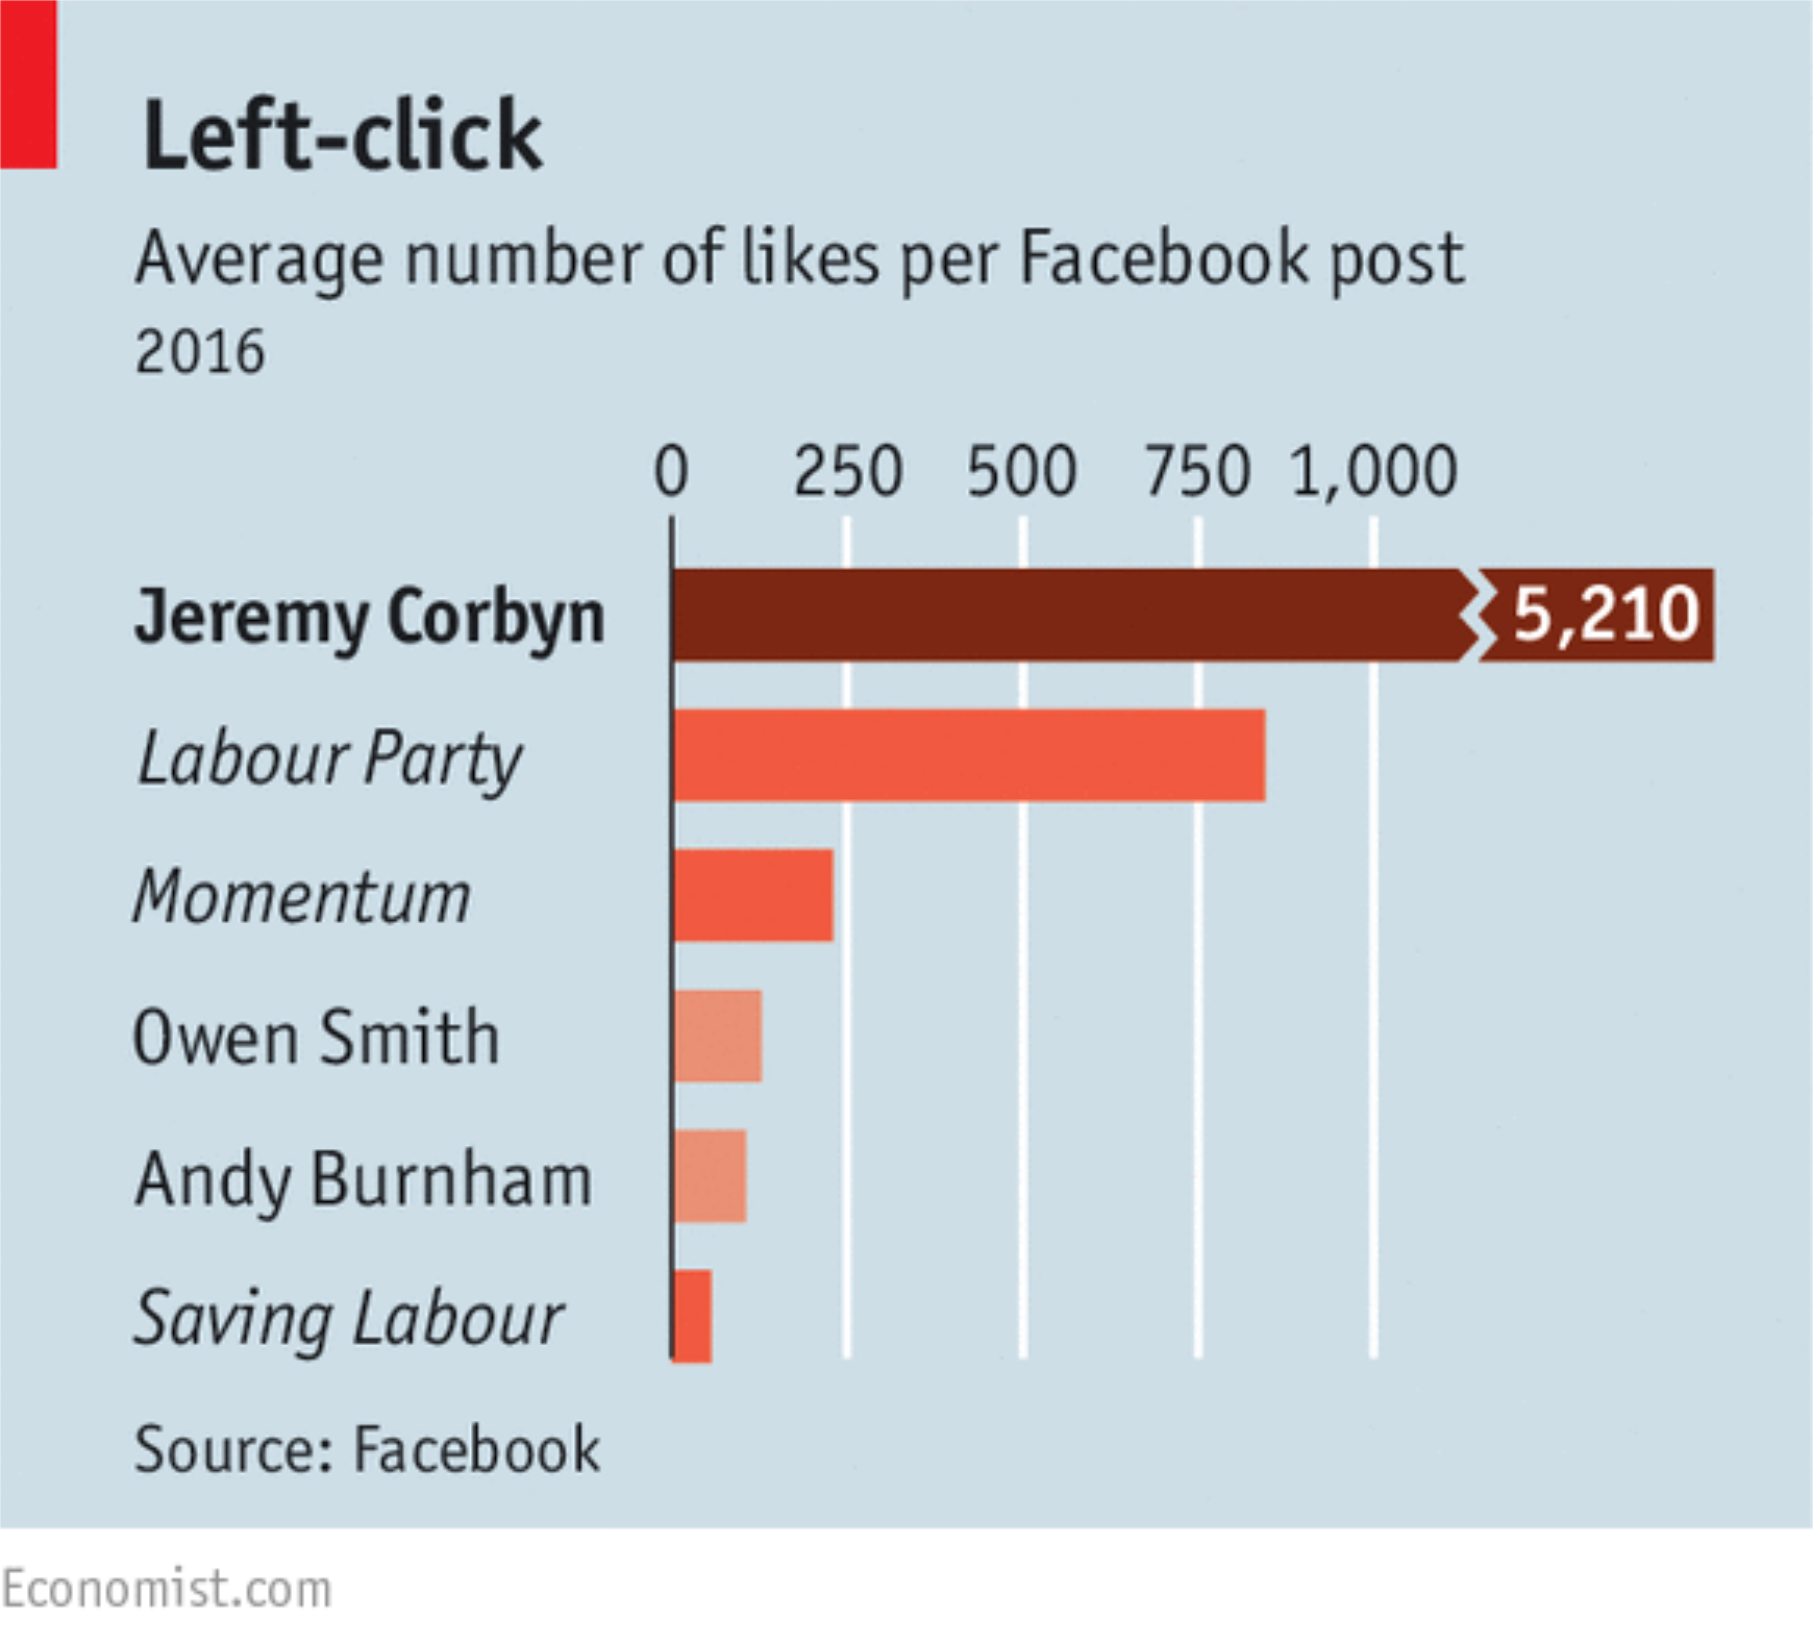 Left-click
Average number of likes per Facebook post
2016
0 250 500 750 1,000
Jeremy Corbyn 5,210
Labour Party
Momentum
Owen Smith
Andy Burnham
Saving Labour
Source: Facebook
Economist.com